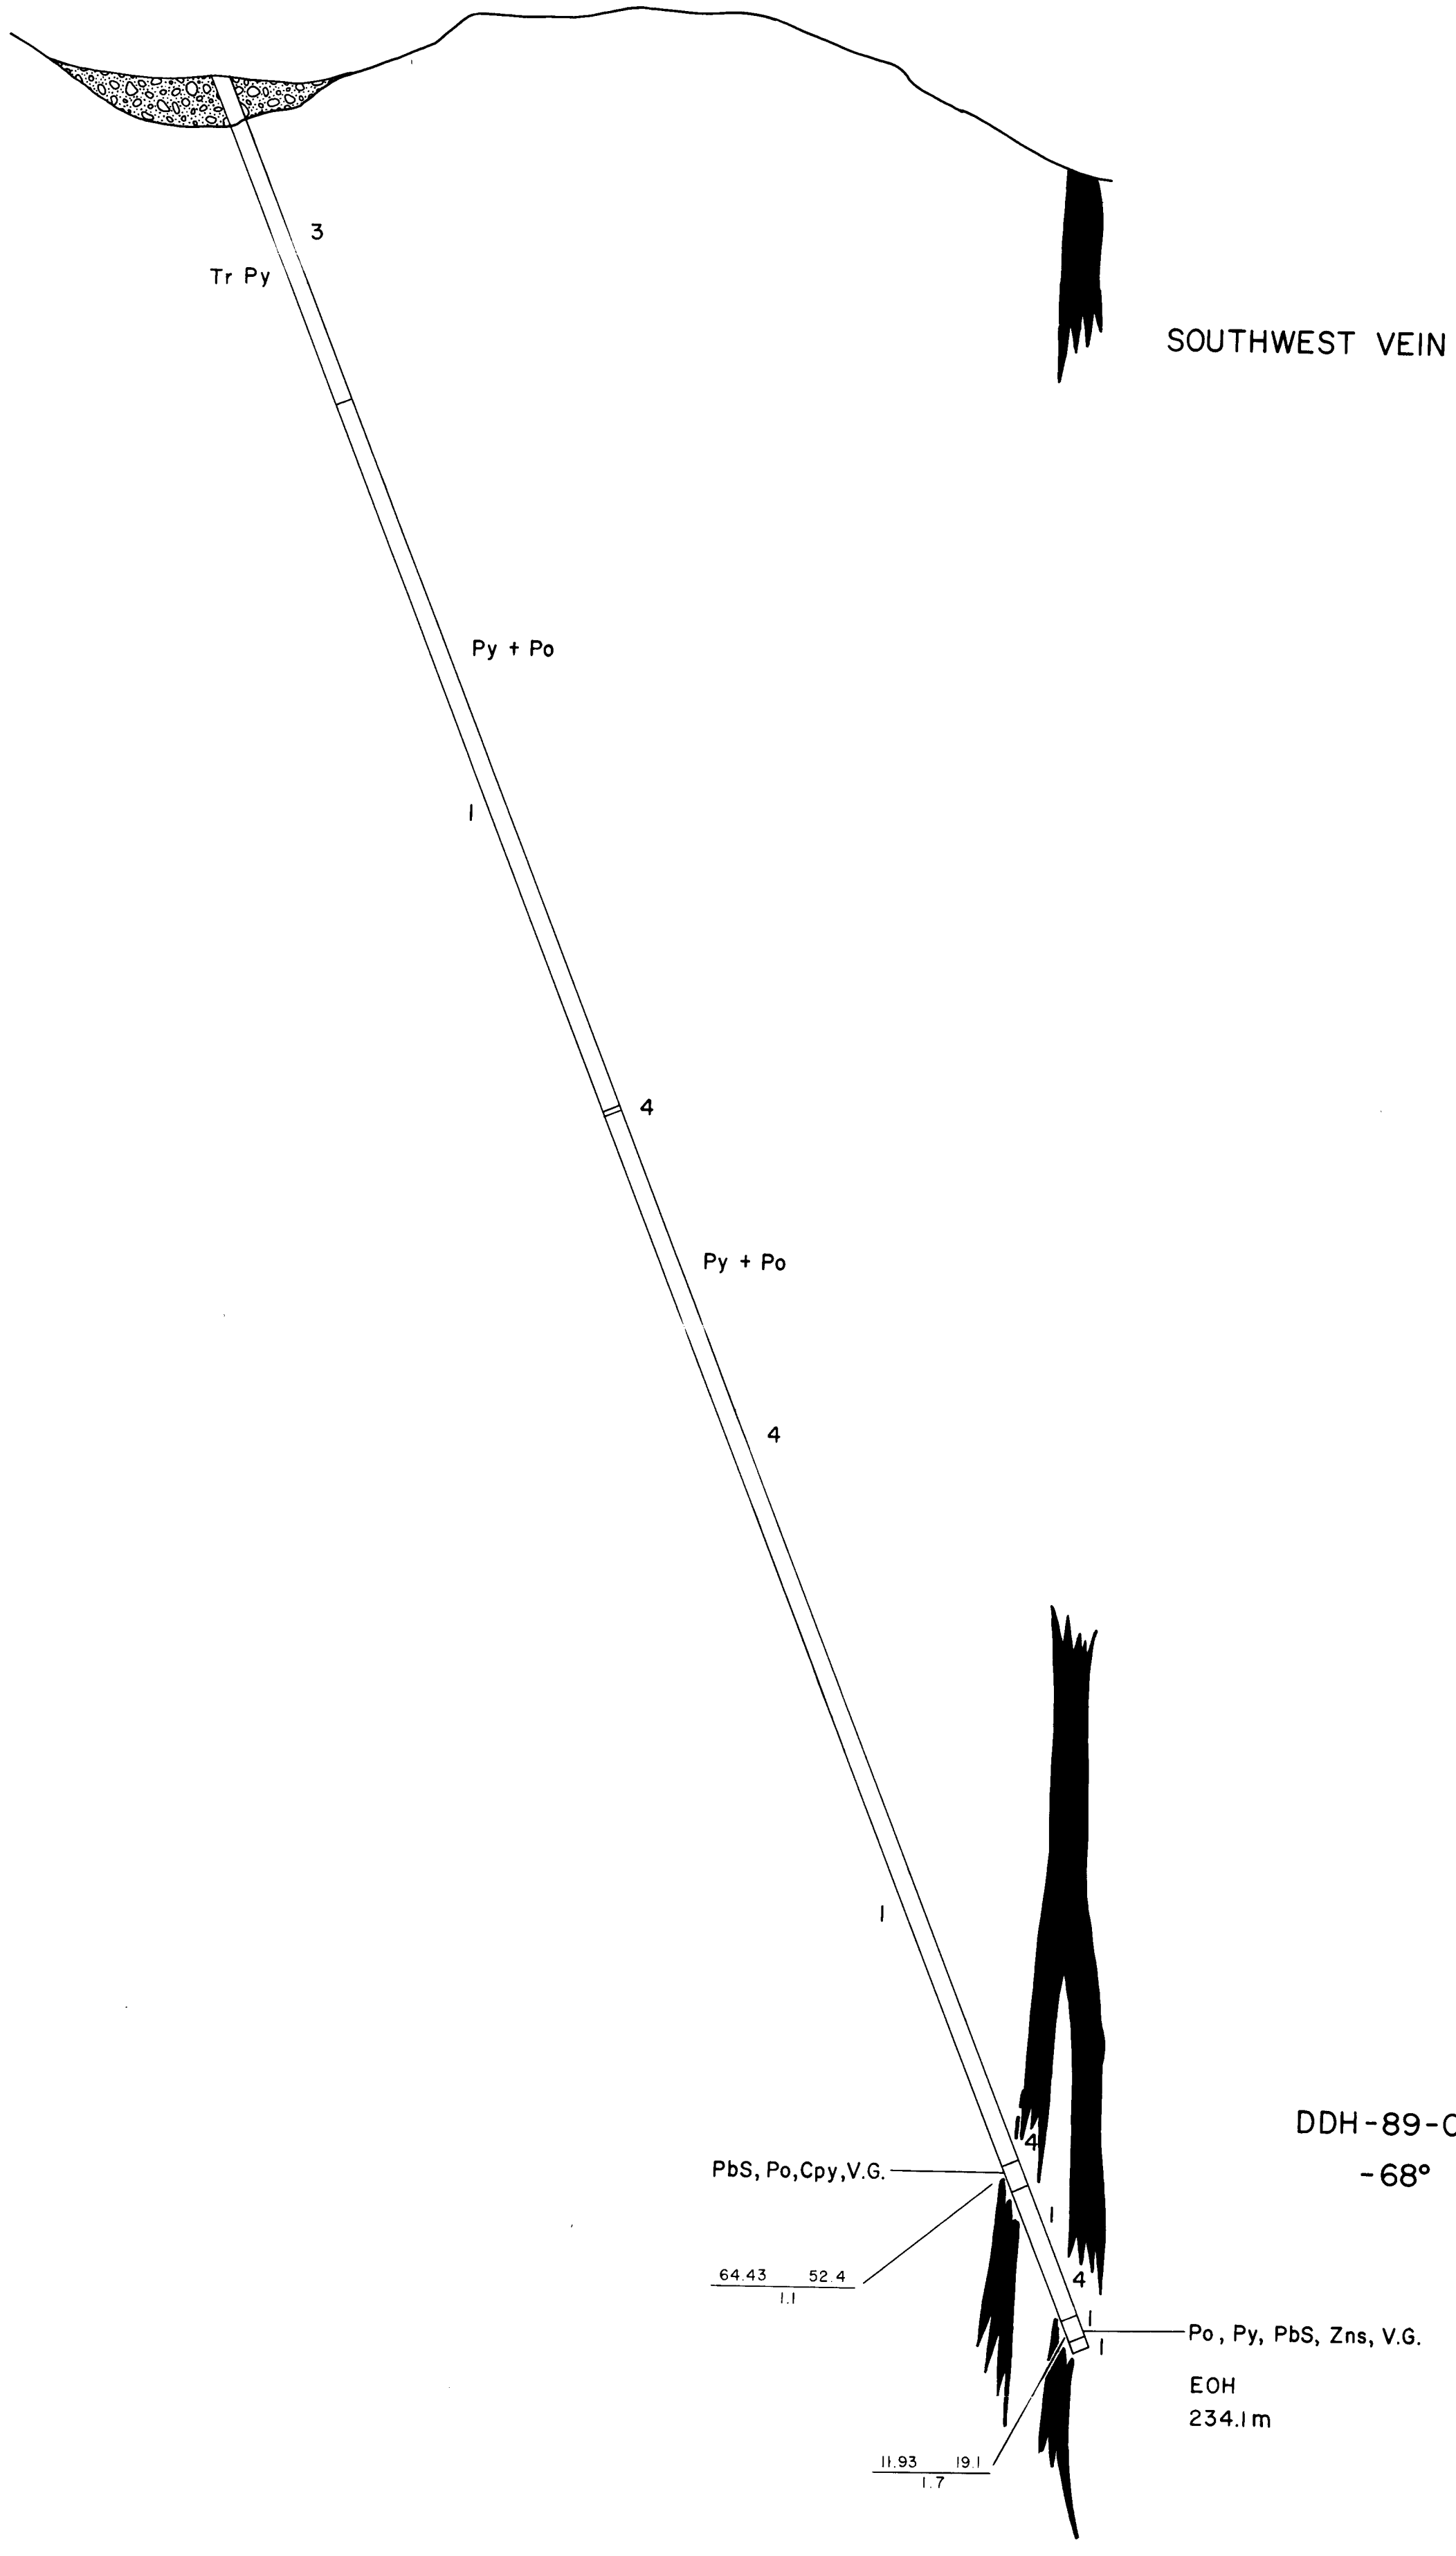 3
Tr Py
SOUTHWEST VEIN
Py + Po
1
4
Py + Po
4
1
DDH-89-
4
PbS, Po, Cpy, V.G.
-68°
1
64.43 52.4
1.1
4
1
Po, Py, PbS, Zns, V.G.
1
EOH
234.1m
11.93 19.1
1.7